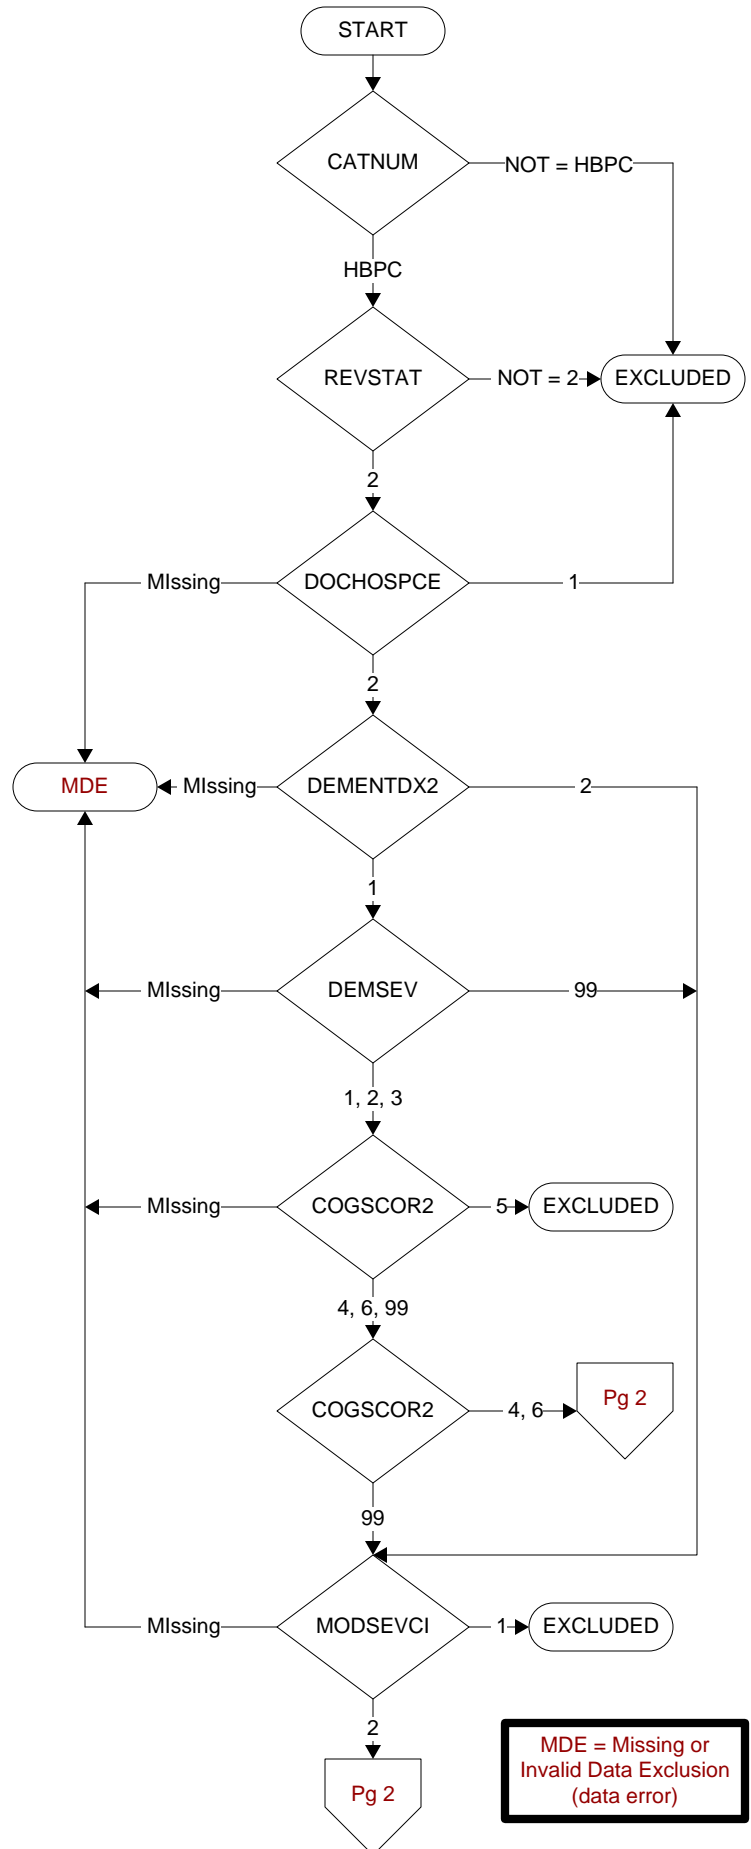 START
CATNUM
NOT = HBPC
HBPC
REVSTAT
NOT = 2
EXCLUDED
2
MIssing
DOCHOSPCE
1
2
MDE
MIssing
DEMENTDX2
2
1
MIssing
DEMSEV
99
1, 2, 3
MIssing
COGSCOR2
5
EXCLUDED
4, 6, 99
COGSCOR2
4, 6
Pg 2
99
MIssing
MODSEVCI
1
EXCLUDED
2
Pg 2
MDE = Missing or
Invalid Data Exclusion
(data error)